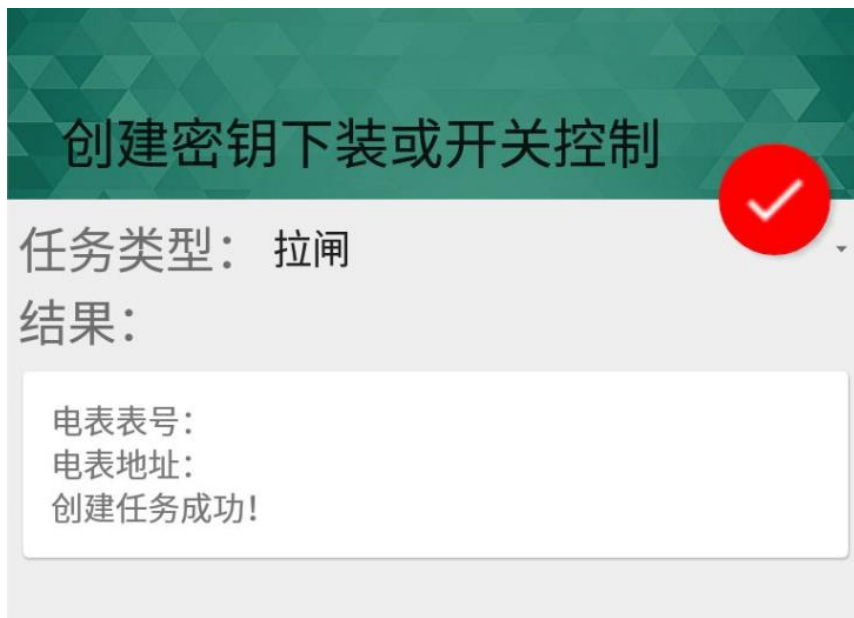 创建密钥下装或开关控制
任务类型： 拉闸
结果：
电表表号：
电表地址：
创建任务成功！